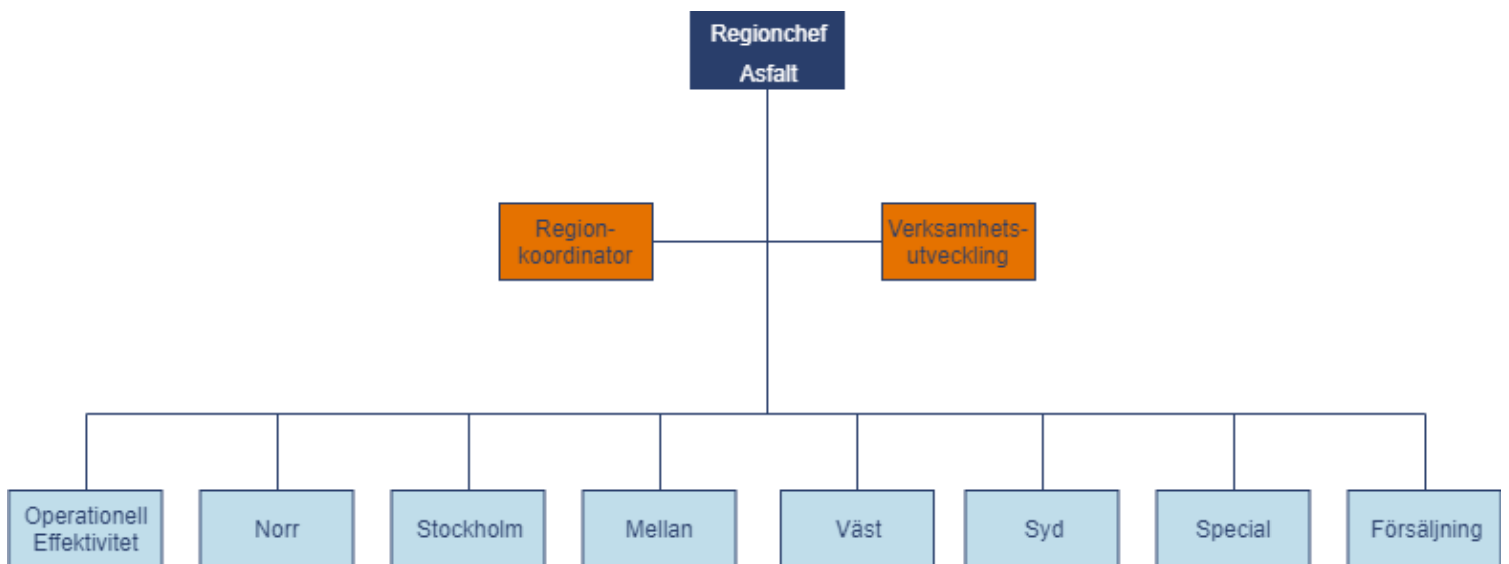 Regionchef
Asfalt
Region-
koordinator
Verksamhets-
utveckling
Operationell
Effektivitet
Norr
Stockholm
Mellan
Väst
Syd
Special
Försäljning